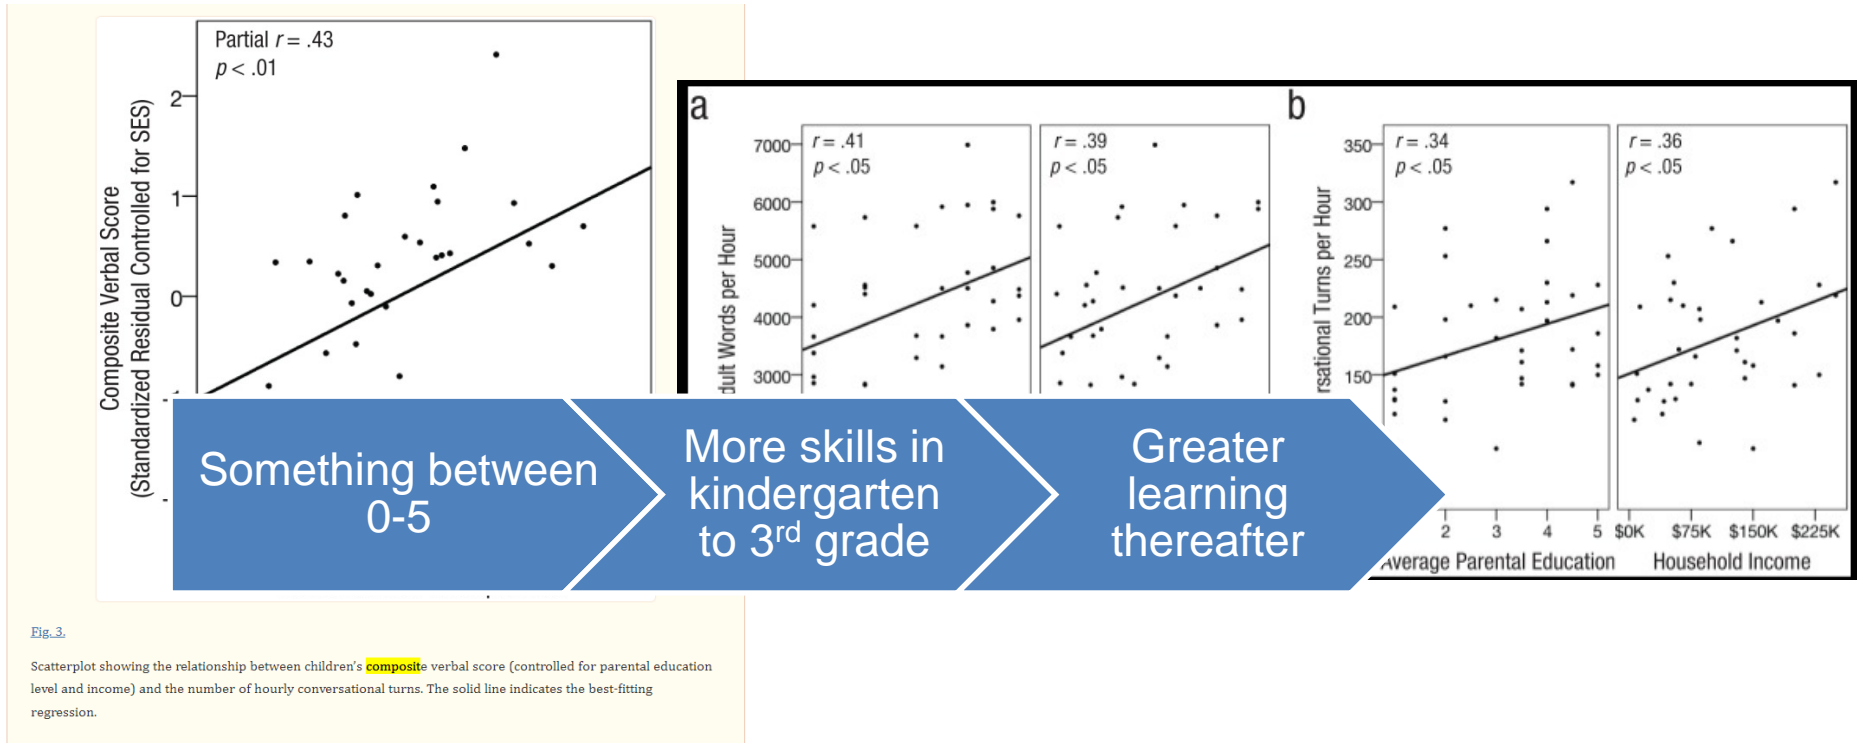 Partial r = .43
p < .01
2
1
0
Composite Verbal Score
(Standardized Residual Controlled for SES)
a
7000
6000
5000
4000
3000
Words per Hour
r = .41
p < .05
r = .39
p < .05
b
350
300
250
200
150
Turns per Hour
r = .34
p < .05
r = .36
p < .05
2 3 4 5
$0K $75K $150K $225K
Average Parental Education
Household Income
Something between
0-5
More skills in
kindergarten
to 3rd grade
Greater
learning
thereafter
Fig. 3.
Scatterplot showing the relationship between children's composite verbal score (controlled for parental education
level and income) and the number of hourly conversational turns. The solid line indicates the best-fitting
regression.